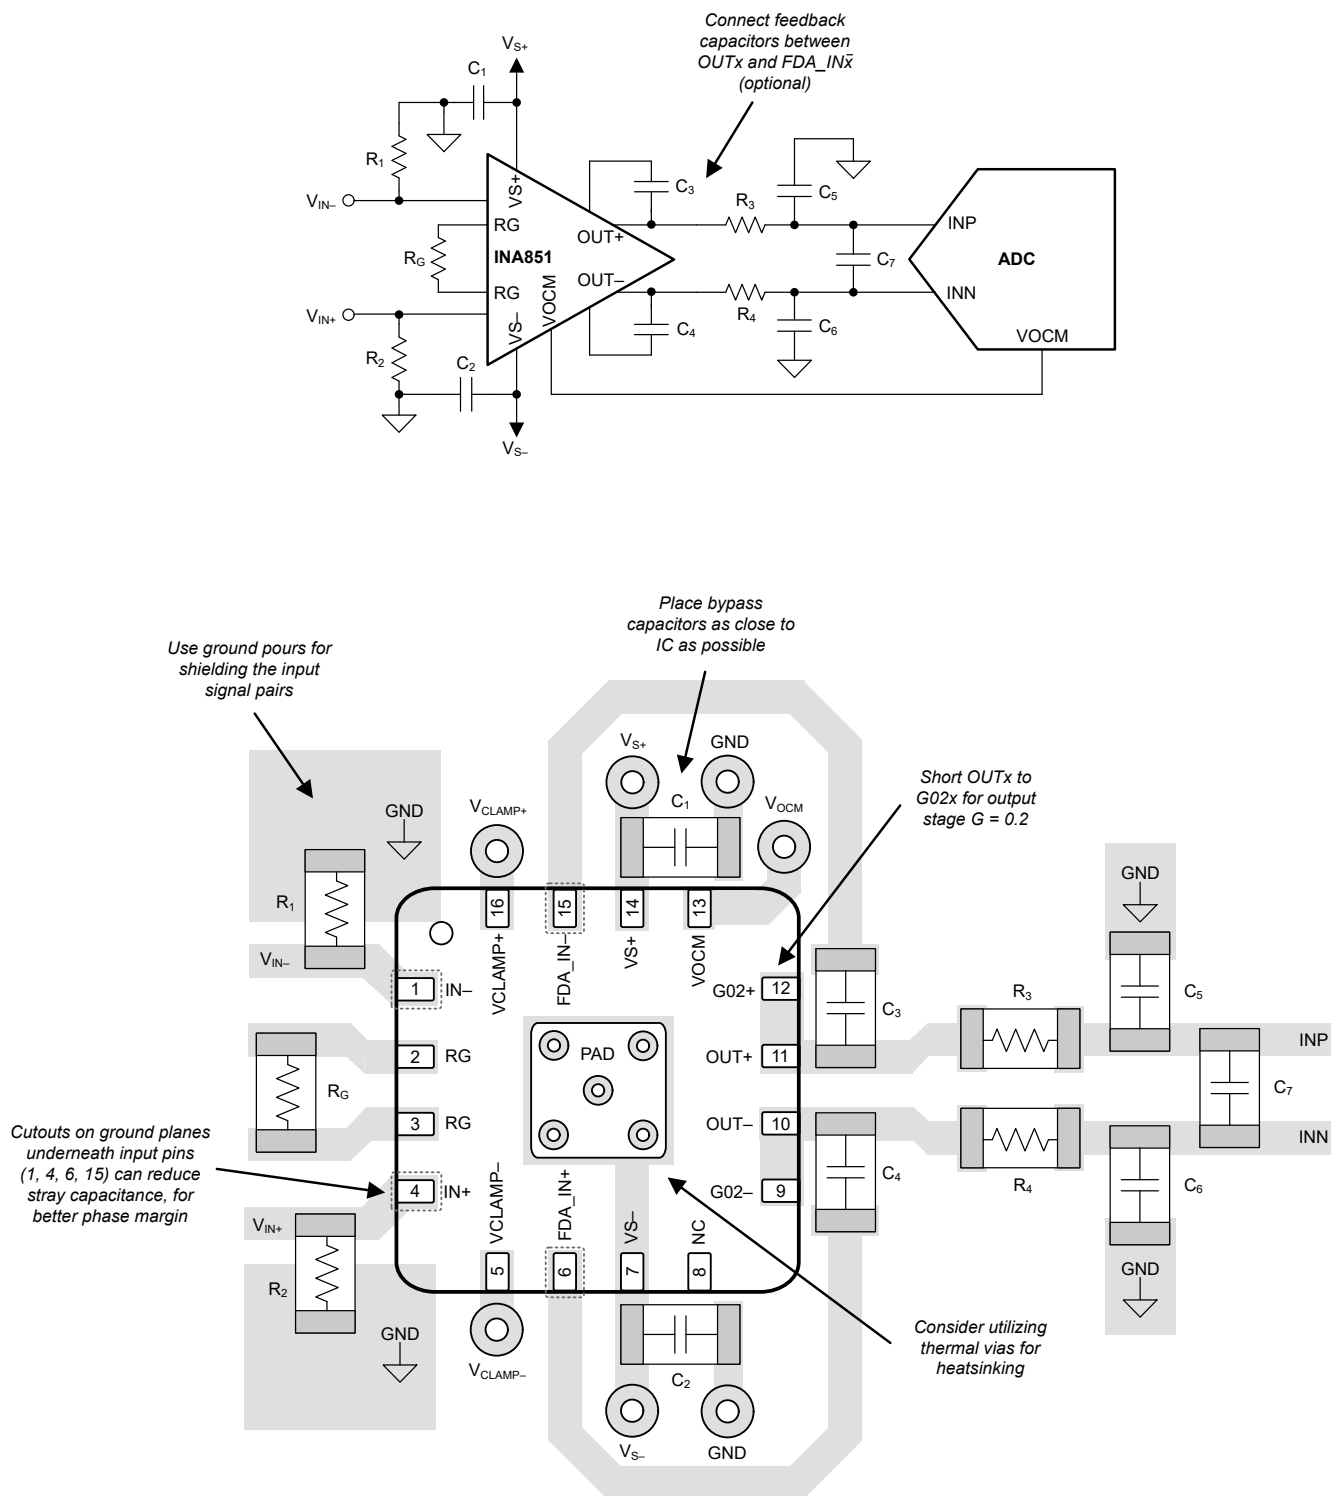 Connect feedback
capacitors between
OUTx and FDA_INx̄
(optional)
VS+
C1
R1
VIN–
VS+
RG
RG
INA851
RG
VIN+
R2
C2
VS–
VOCM
VS–
OUT+
OUT–
C3
C4
R3
R4
C5
C6
C7
INP
ADC
INN
VOCM
Place bypass
capacitors as close to
IC as possible
Use ground pours for
shielding the input
signal pairs
VS+
GND
C1
VOCM
VCLAMP+
GND
Short OUTx to
G02x for output
stage G = 0.2
R1
VIN–
16
15
14
13
VCLAMP+
FDA_IN–
VS+
VOCM
1
IN–
2
RG
3
RG
4
IN+
RG
PAD
G02+
12
OUT+
11
OUT–
10
G02–
9
C3
C4
R3
R4
GND
C5
INP
C7
INN
C6
GND
Cutouts on ground planes
underneath input pins
(1, 4, 6, 15) can reduce
stray capacitance, for
better phase margin
VIN+
R2
GND
VCLAMP–
FDA_IN+
VS–
NC
5
6
7
8
VCLAMP–
C2
VS–
GND
Consider utilizing
thermal vias for
heatsinking